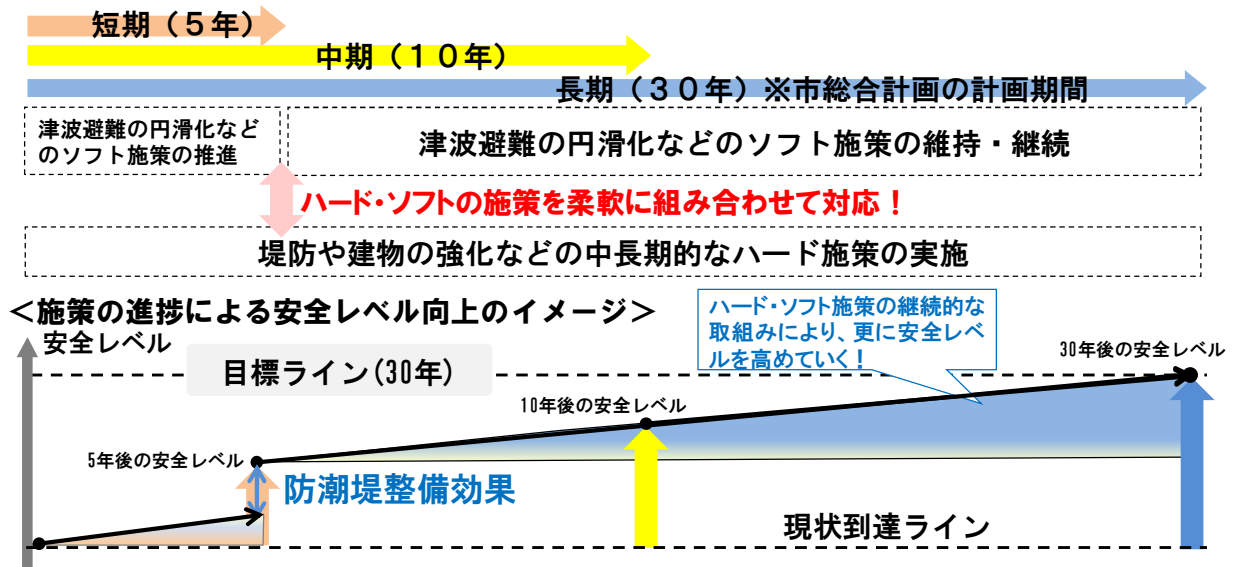 短期（５年）
中期（１０年）
長期（３０年）※市総合計画の計画期間
津波避難の円滑化など
のソフト施策の推進
津波避難の円滑化などのソフト施策の維持・継続
ハード・ソフトの施策を柔軟に組み合わせて対応！
堤防や建物の強化などの中長期的なハード施策の実施
＜施策の進捗による安全レベル向上のイメージ＞
安全レベル
ハード・ソフト施策の継続的な
取組みにより、更に安全レベ
ルを高めていく！
30年後の安全レベル
目標ライン(30年)
10年後の安全レベル
5年後の安全レベル
防潮堤整備効果
現状到達ライン